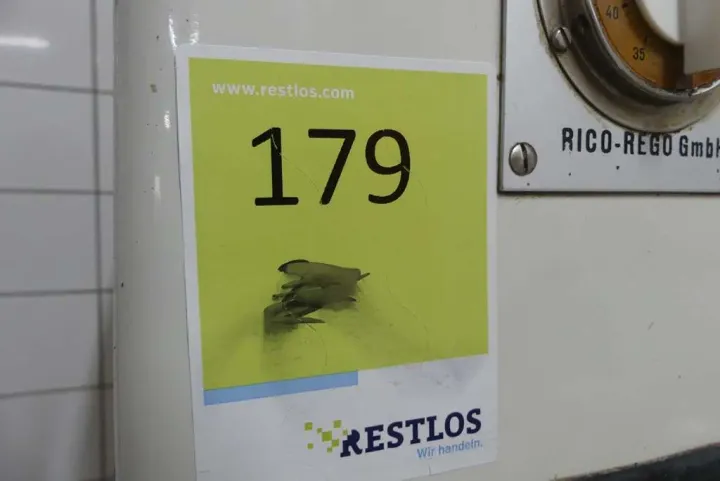 www.restlos.com
179
RESTLOS
Wir handeln.
40
35
RICO-REGO GmbH